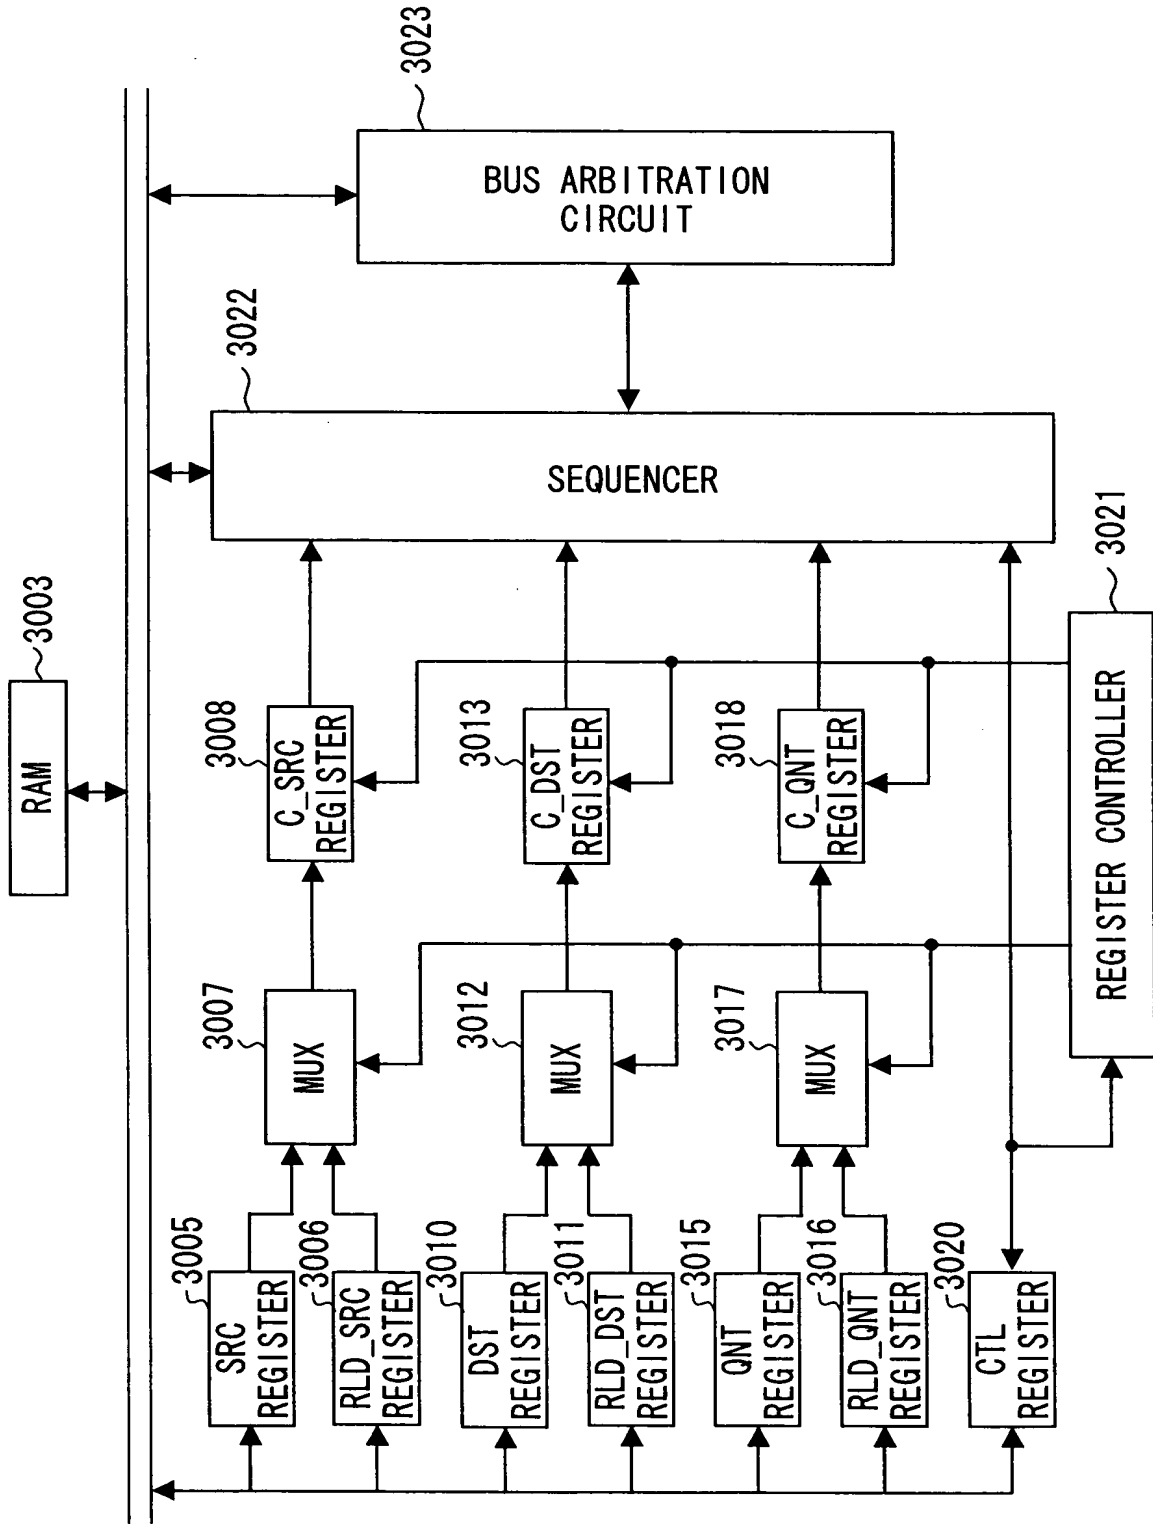 RAM
3003
SRC
REGISTER
3005
RLD_SRC
REGISTER
3006
MUX
3007
C_SRC
REGISTER
3008
DST
REGISTER
3010
RLD_DST
REGISTER
3011
MUX
3012
C_DST
REGISTER
3013
QNT
REGISTER
3015
RLD_QNT
REGISTER
3016
MUX
3017
C_QNT
REGISTER
3018
CTL
REGISTER
3020
REGISTER CONTROLLER
3021
SEQUENCER
3022
BUS ARBITRATION
CIRCUIT
3023